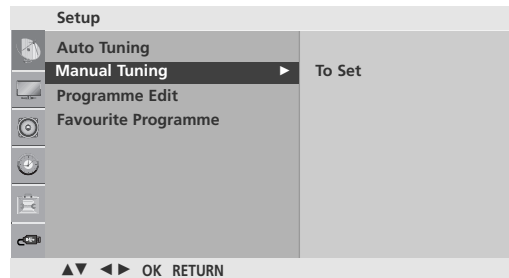 Setup
Auto Tuning
Manual Tuning ► To Set
Programme Edit
Favourite Programme
▲▼ ◄► OK RETURN